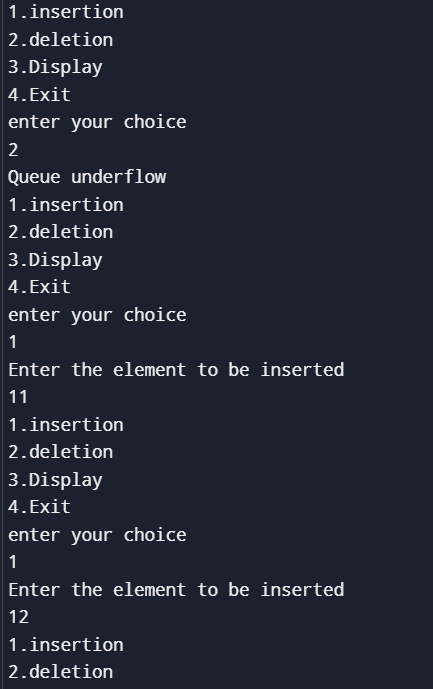 1.insertion
2.deletion
3.Display
4.Exit
enter your choice
2
Queue underflow
1.insertion
2.deletion
3.Display
4.Exit
enter your choice
1
Enter the element to be inserted
11
1.insertion
2.deletion
3.Display
4.Exit
enter your choice
1
Enter the element to be inserted
12
1.insertion
2.deletion